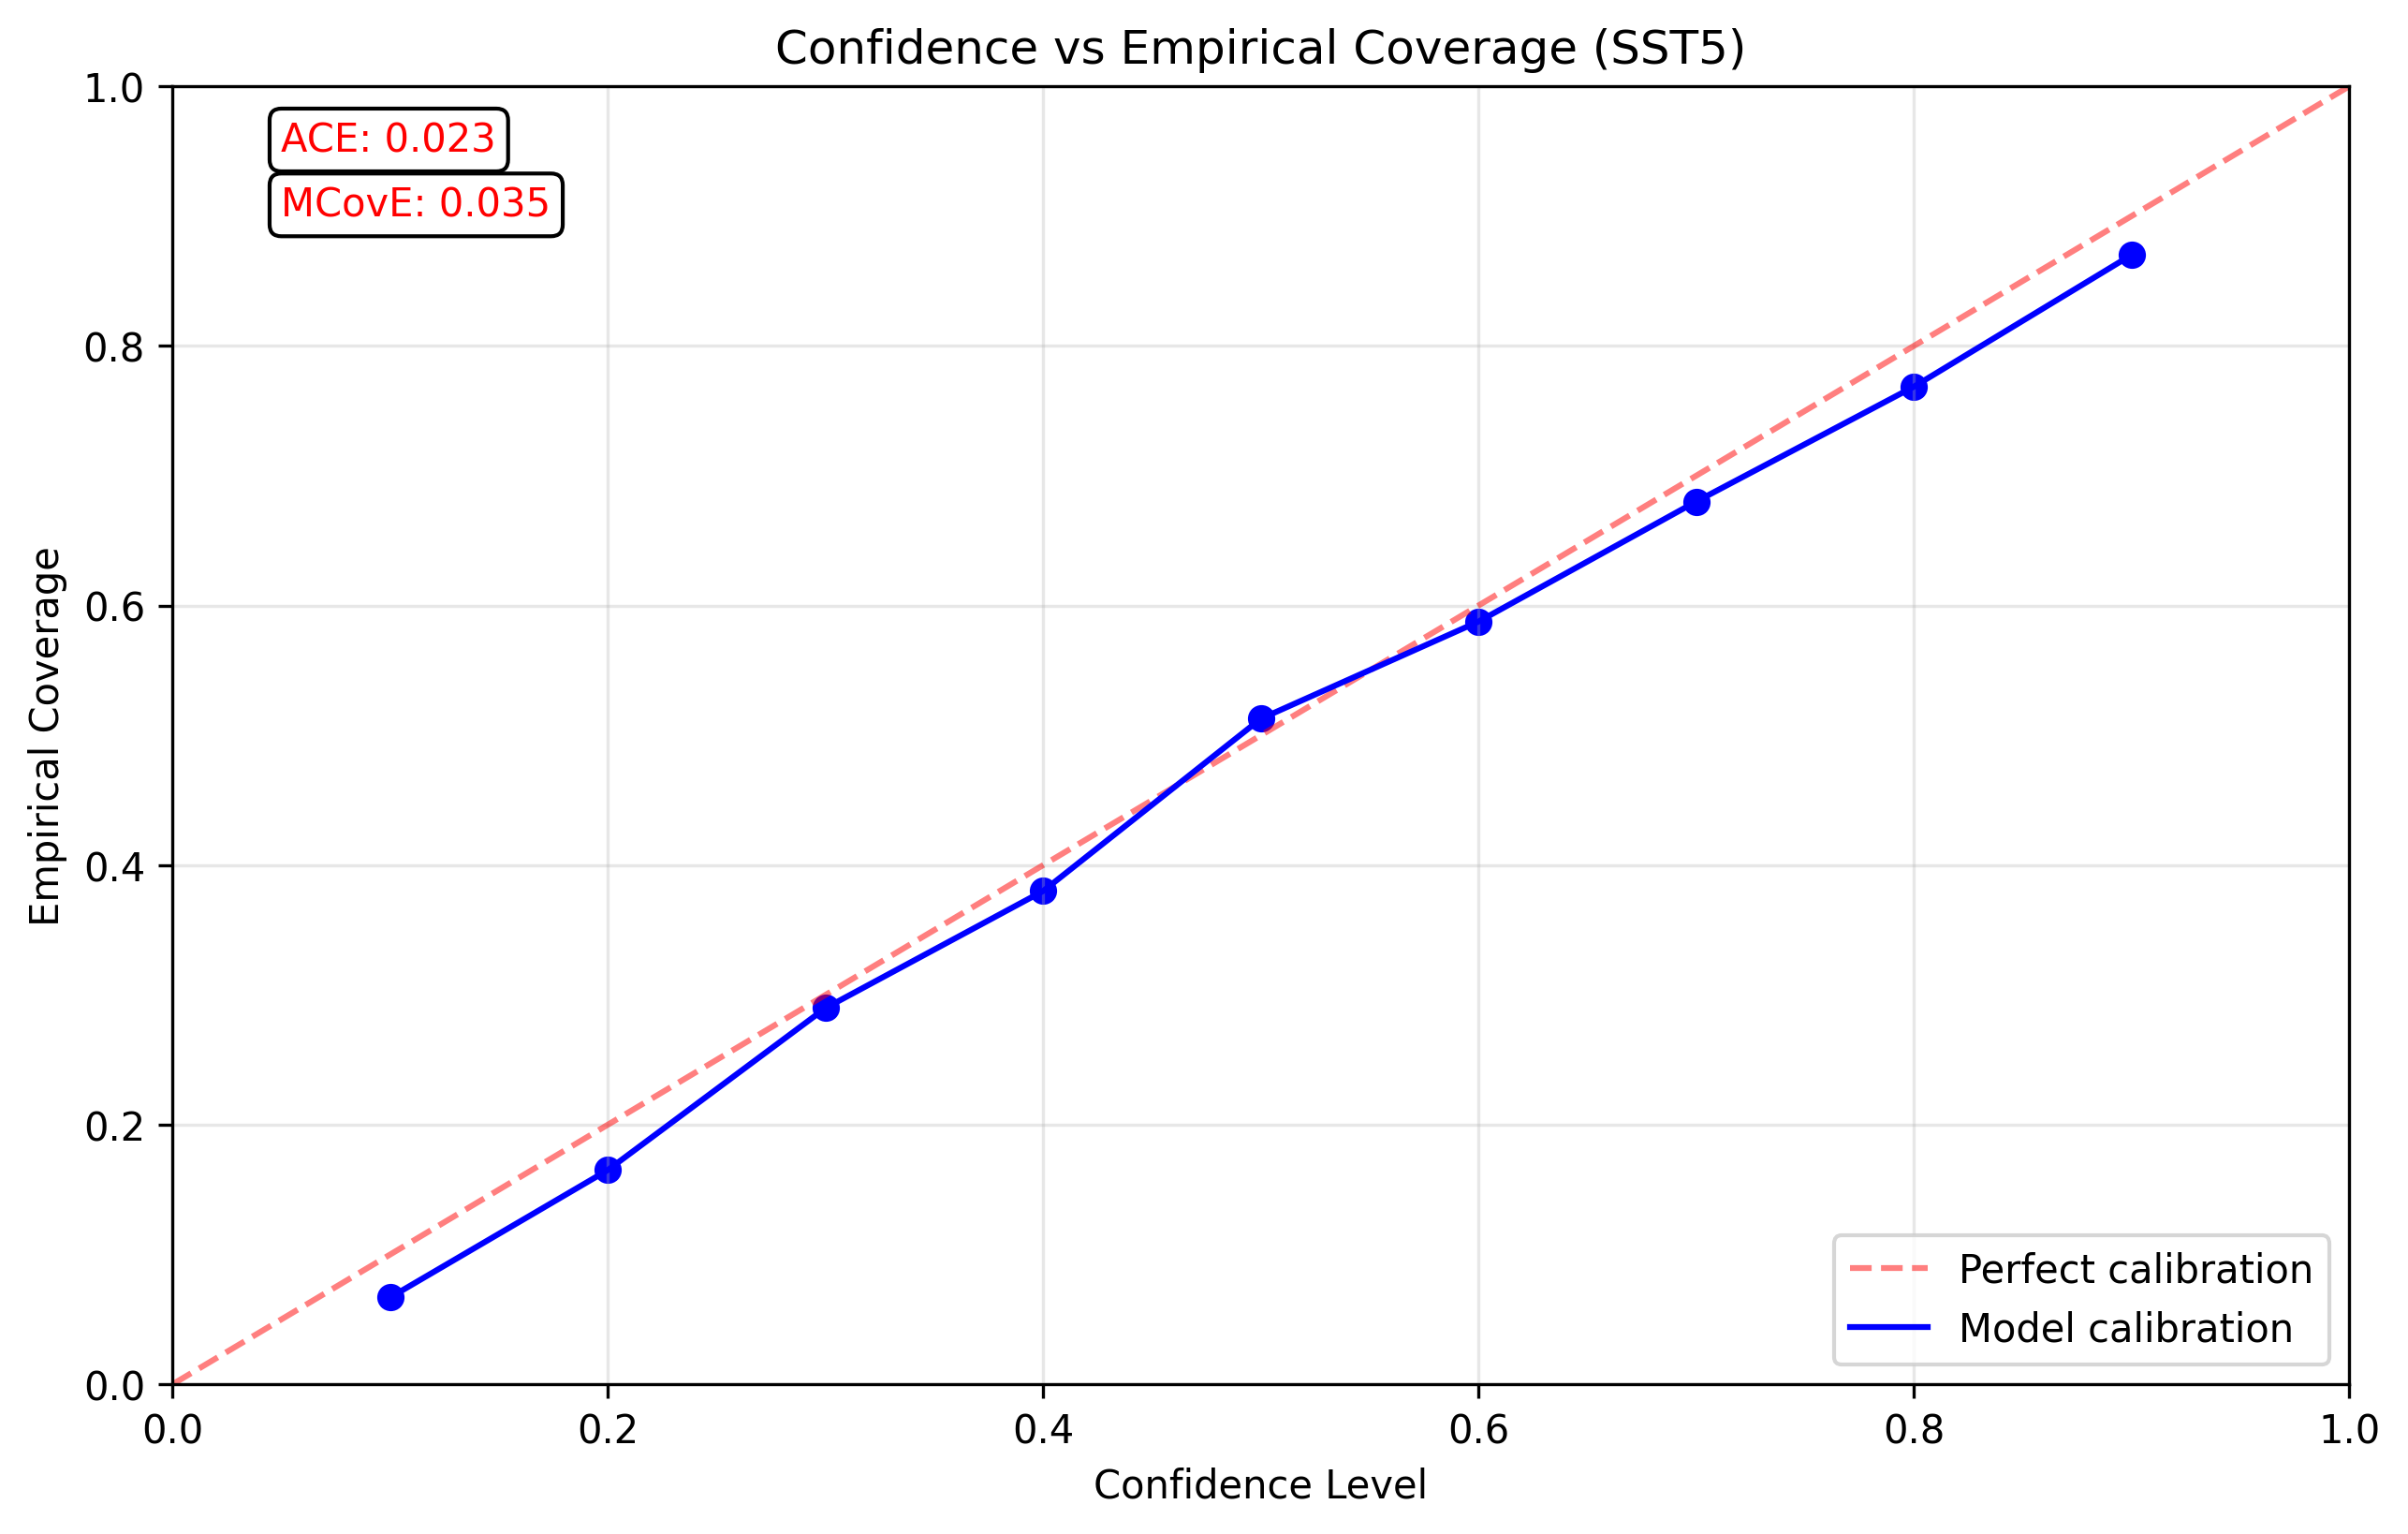 Confidence vs Empirical Coverage (SST5)
ACE: 0.023
MCovE: 0.035
1.0
0.8
0.6
0.4
0.2
0.0
Empirical Coverage
Perfect calibration
Model calibration
0.0 0.2 0.4 0.6 0.8 1.0
Confidence Level